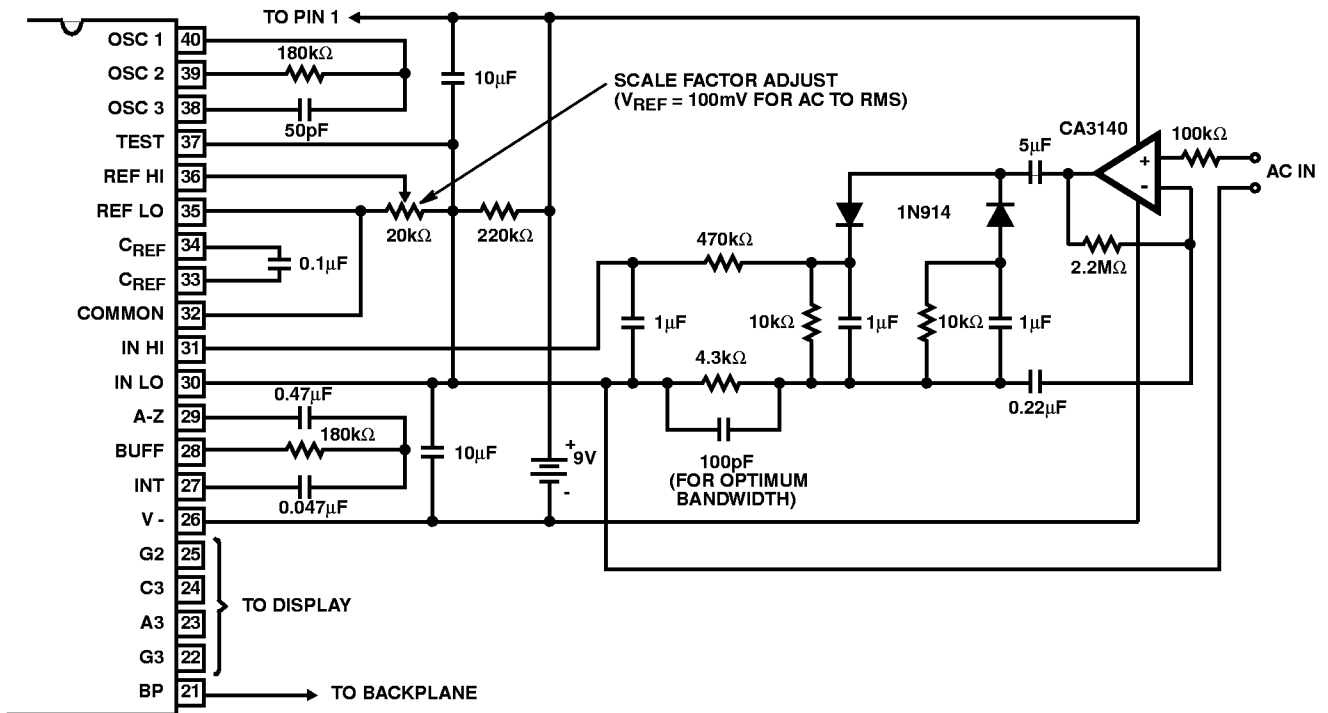 TO PIN 1
OSC 1 40
180kΩ
OSC 2 39
10µF
SCALE FACTOR ADJUST
(VREF = 100mV FOR AC TO RMS)
OSC 3 38
50pF
TEST 37
CA3140
100kΩ
5µF
+
-
AC IN
REF HI 36
REF LO 35
20kΩ
220kΩ
1N914
CREF 34
0.1µF
470kΩ
2.2MΩ
CREF 33
COMMON 32
1µF
10kΩ
1µF
10kΩ
1µF
IN HI 31
4.3kΩ
IN LO 30
0.47µF
0.22µF
A-Z 29
180kΩ
BUFF 28
10µF
+
9V
-
100pF
(FOR OPTIMUM
BANDWIDTH)
INT 27
0.047µF
V - 26
G2 25
C3 24
TO DISPLAY
A3 23
G3 22
BP 21
TO BACKPLANE